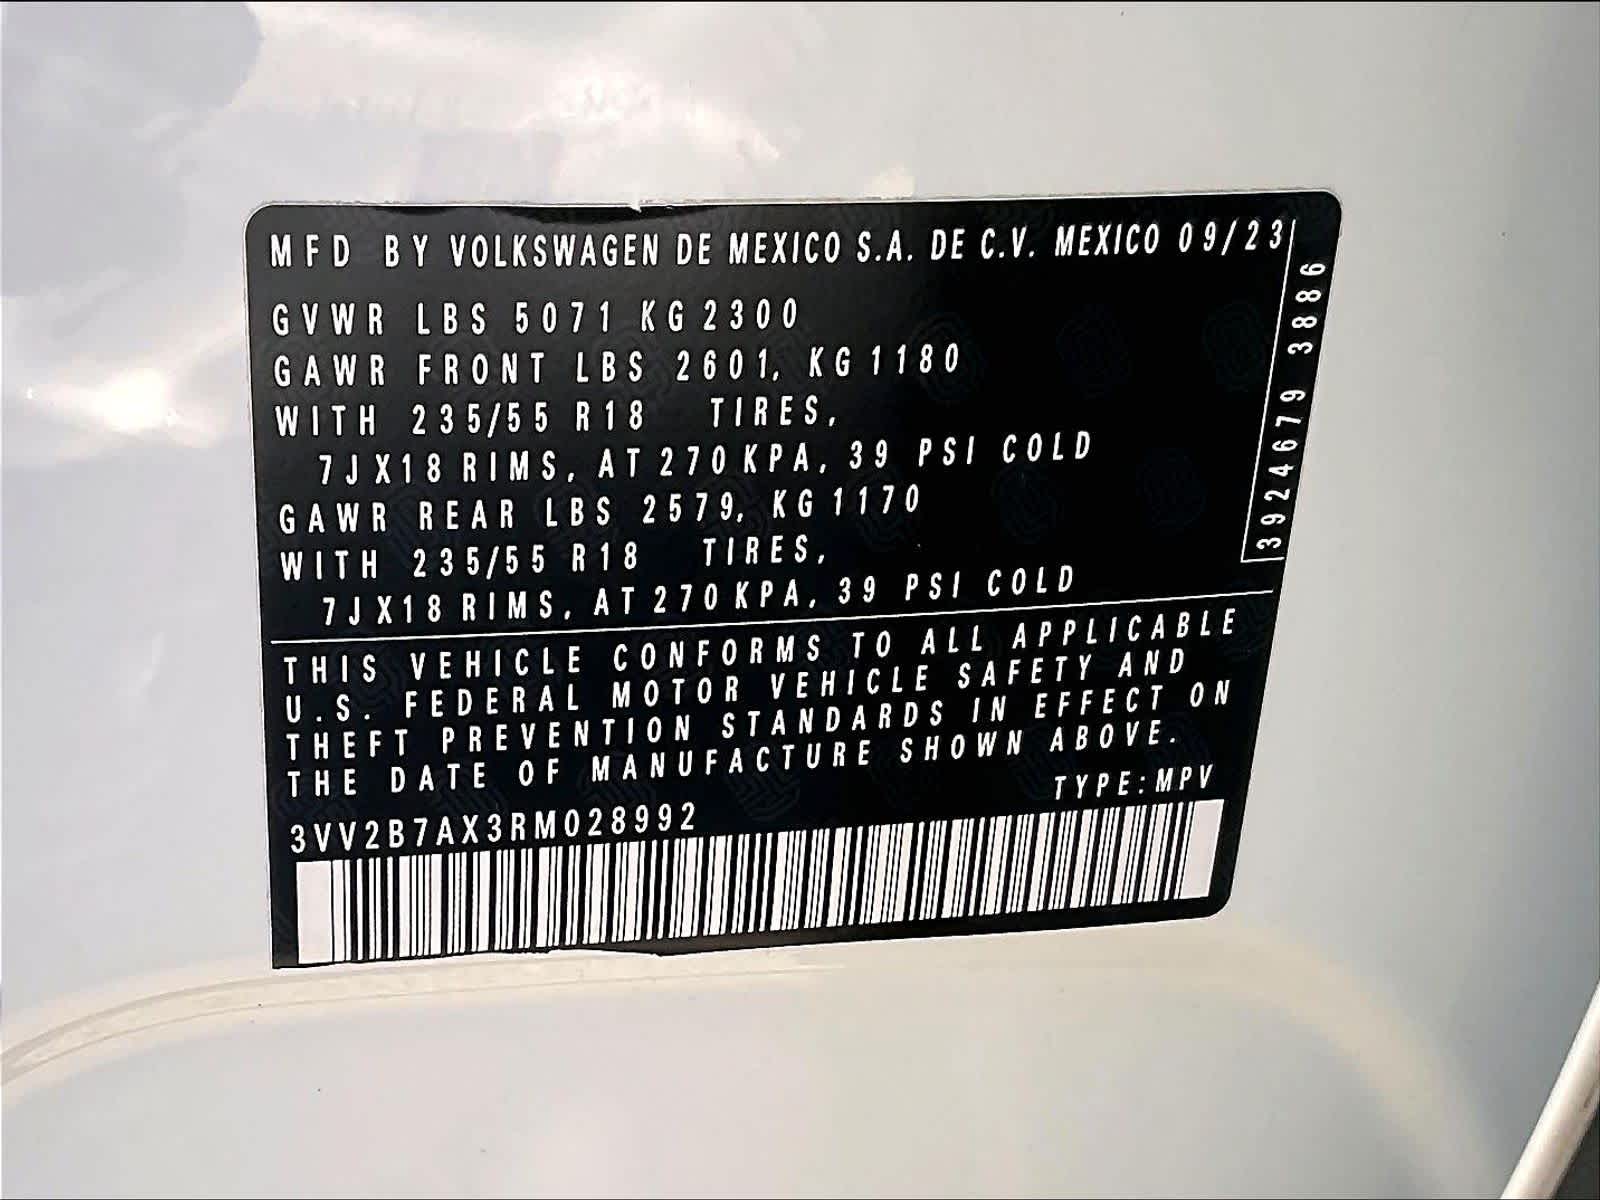 MFD BY VOLKSWAGEN DE MEXICO S.A. DE C.V. MEXICO 09/23
GVWR LBS 5071 KG 2300
GAWR FRONT LBS 2601, KG 1180
WITH 235/55 R18 TIRES,
7JX18 RIMS, AT 270 KPA, 39 PSI COLD
GAWR REAR LBS 2579, KG 1170
WITH 235/55 R18 TIRES,
7JX18 RIMS, AT 270 KPA, 39 PSI COLD
3924679 3886
THIS VEHICLE CONFORMS TO ALL APPLICABLE
U.S. FEDERAL MOTOR VEHICLE SAFETY AND
THEFT PREVENTION STANDARDS IN EFFECT ON
THE DATE OF MANUFACTURE SHOWN ABOVE.
TYPE:MPV
3VV2B7AX3RM028992